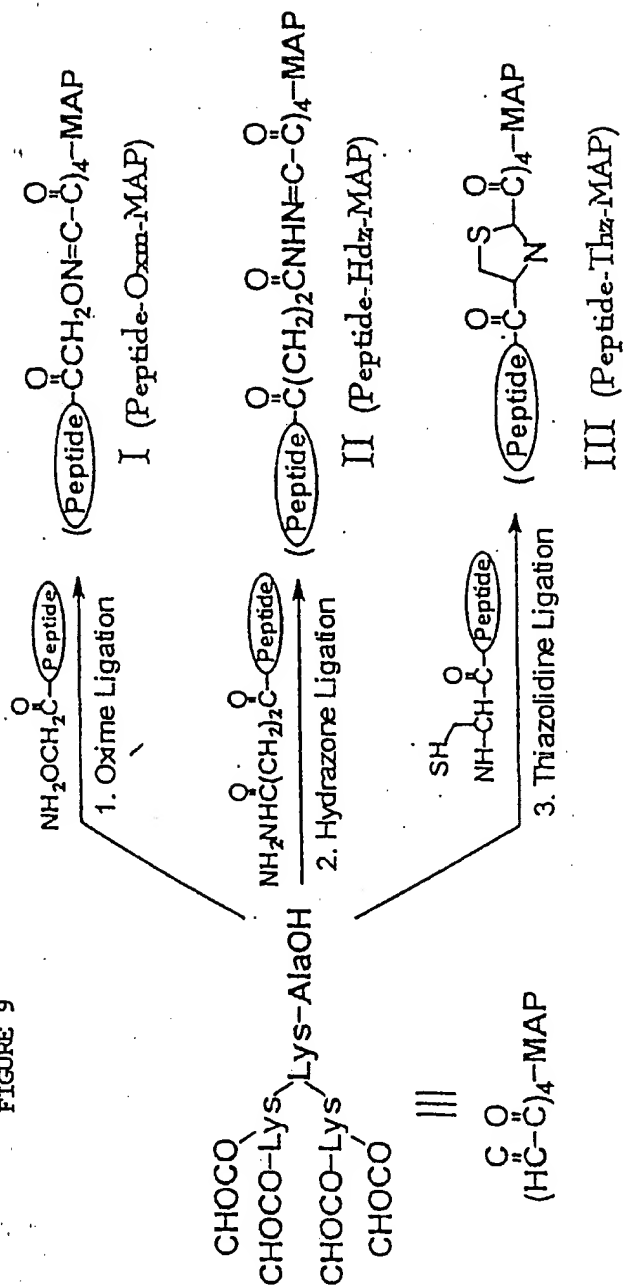 FIGURE 9
CHOCO
CHOCO-Lys
Lys-AlaOH
CHOCO-Lys
CHOCO
C O
(HC-C)4-MAP
O
NH2OCH2C-Peptide
1. Oxime Ligation
O O
(Peptide-CCH2ON=C-C)4-MAP
I (Peptide-Oxm-MAP)
O O
NH2NHC(CH2)2C-Peptide
2. Hydrazone Ligation
O O O
(Peptide-C(CH2)2CNHN=C-C)4-MAP
II (Peptide-Hdz-MAP)
SH
O
NH-CH-C-Peptide
3. Thiazolidine Ligation
O S O
(Peptide-C N C)4-MAP
III (Peptide-Thz-MAP)